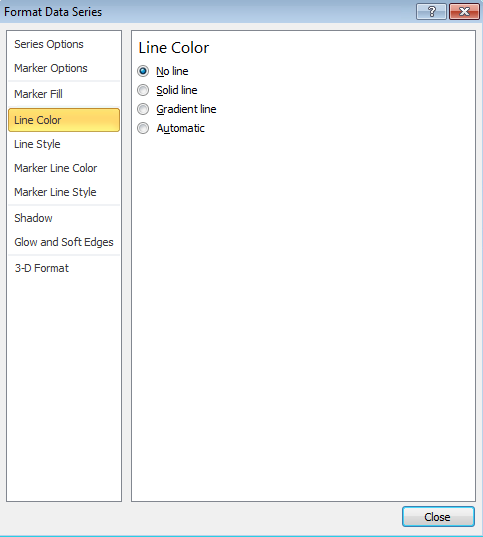 Format Data Series
Series Options
Marker Options
Marker Fill
Line Color
Line Style
Marker Line Color
Marker Line Style
Shadow
Glow and Soft Edges
3-D Format
Line Color
No line
Solid line
Gradient line
Automatic
Close